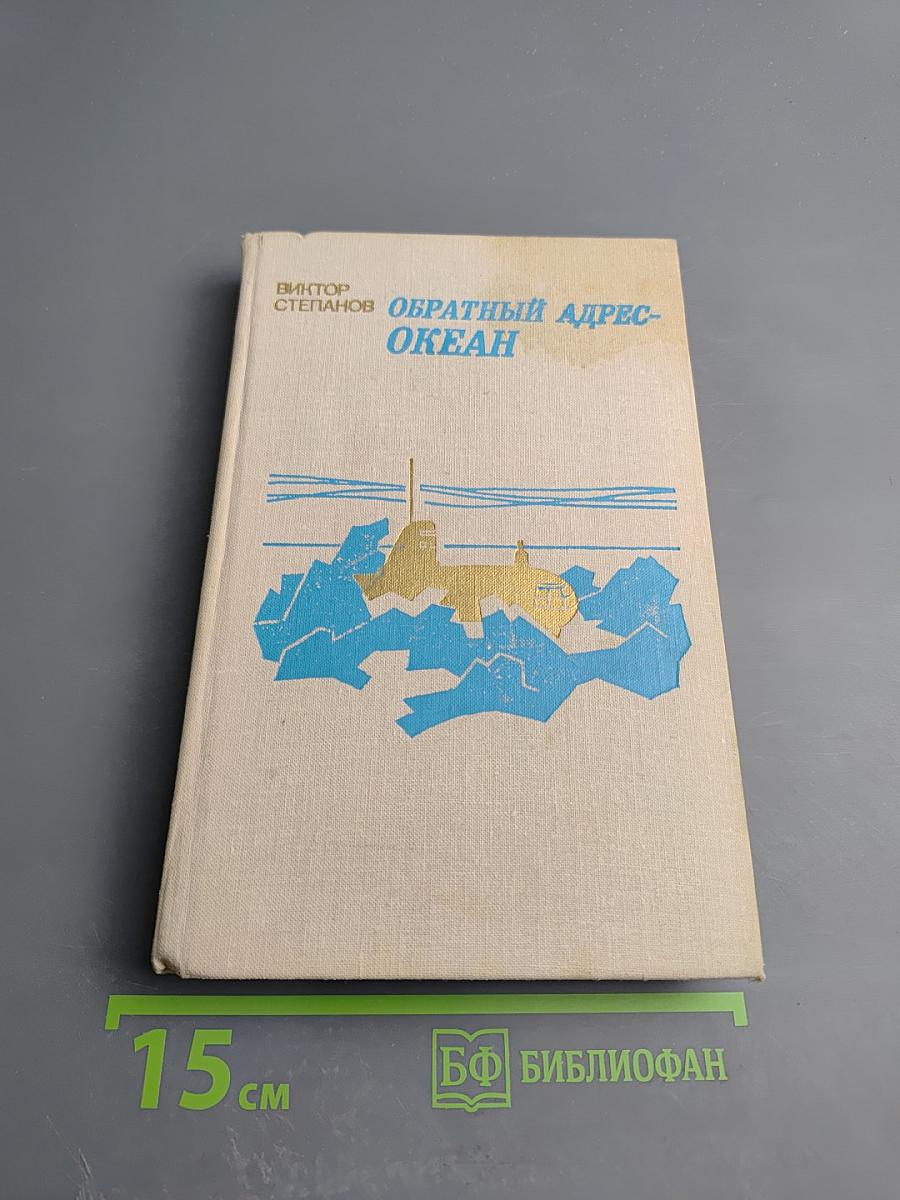 ВИКТОР
СТЕПАНОВ
ОБРАТНЫЙ АДРЕС-
ОКЕАН
15 см
БФ БИБЛИОФАН